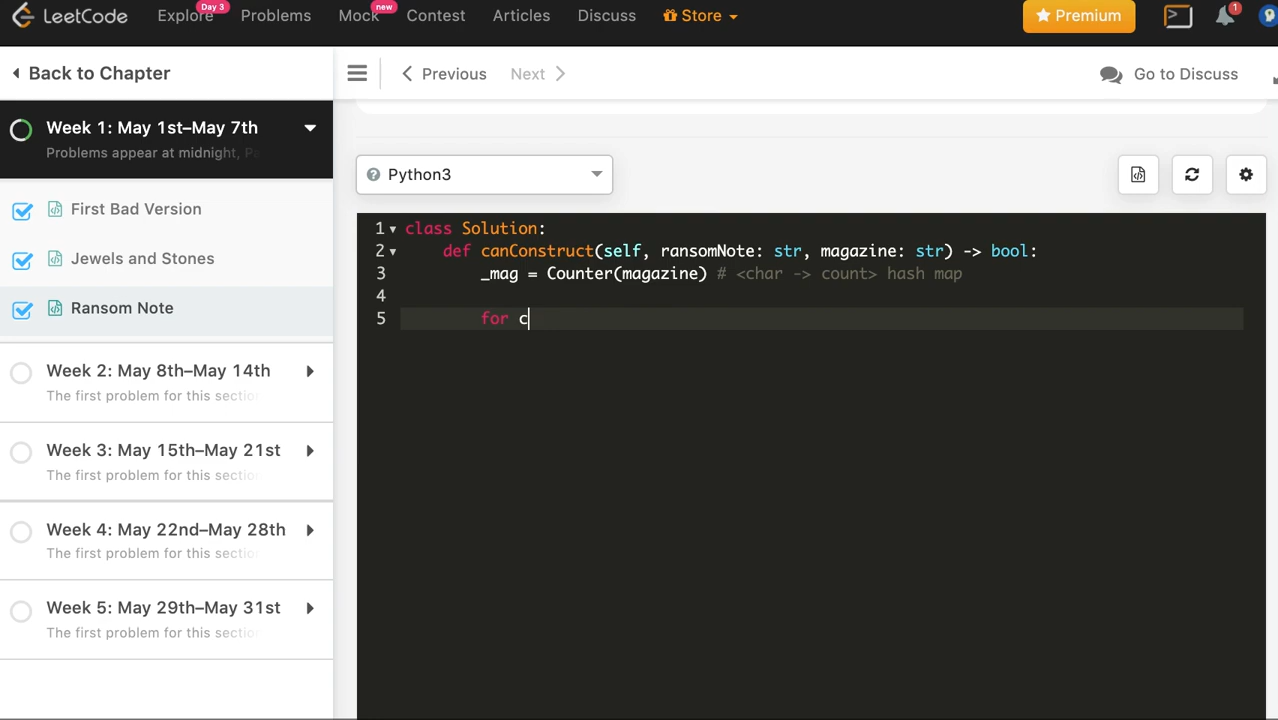 LeetCode
Explore Day 3 Problems Mock new Contest Articles Discuss Store Premium 1
Back to Chapter
Previous Next Go to Discuss
Week 1: May 1st–May 7th
Problems appear at midnight,
First Bad Version
Jewels and Stones
Ransom Note
Week 2: May 8th–May 14th
The first problem for this
Week 3: May 15th–May 21st
The first problem for this
Week 4: May 22nd–May 28th
The first problem for this
Week 5: May 29th–May 31st
The first problem for this
Python3
1 class Solution:
2 def canConstruct(self, ransomNote: str, magazine: str) -> bool:
3 _mag = Counter(magazine) # <char -> count> hash map
4
5 for c